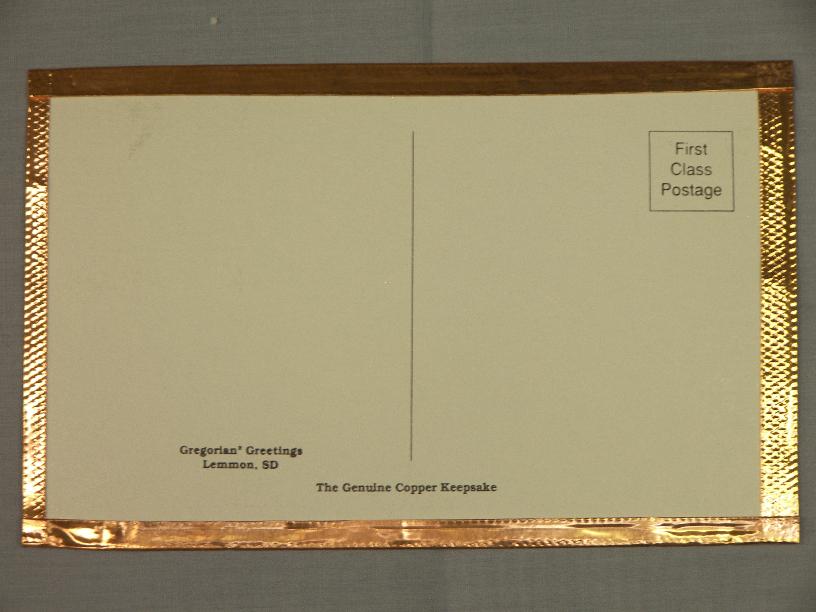 First
Class
Postage
Gregorian® Greetings
Lemmon, SD
The Genuine Copper Keepsake